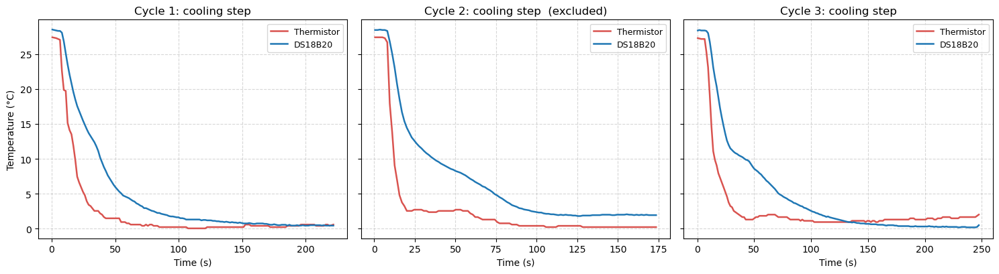 Cycle 1: cooling step
Cycle 2: cooling step (excluded)
Cycle 3: cooling step
Thermistor
DS18B20
Thermistor
DS18B20
Thermistor
DS18B20
Temperature (°C)
25
20
15
10
5
0
0 50 100 150 200
0 25 50 75 100 125 150 175
0 50 100 150 200 250
Time (s)
Time (s)
Time (s)